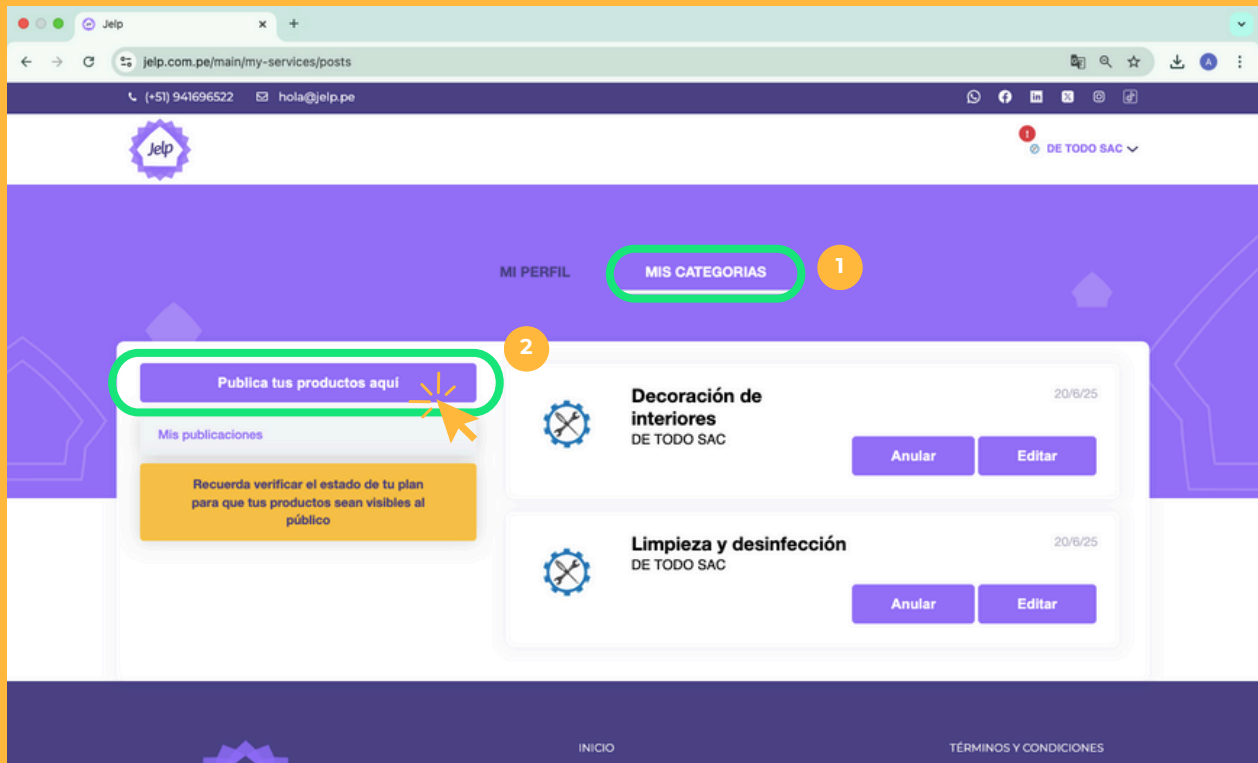 Jelp
jelp.com.pe/main/my-services/posts
A
(+51) 941696522 hola@jelp.pe
Jelp
! DE TODO SAC
MI PERFIL MIS CATEGORIAS 1
2
Publica tus productos aquí
Mis publicaciones
Recuerda verificar el estado de tu plan
para que tus productos sean visibles al
público
Decoración de
interiores
DE TODO SAC
20/6/25
Anular Editar
Limpieza y desinfección
DE TODO SAC
20/6/25
Anular Editar
INICIO TÉRMINOS Y CONDICIONES